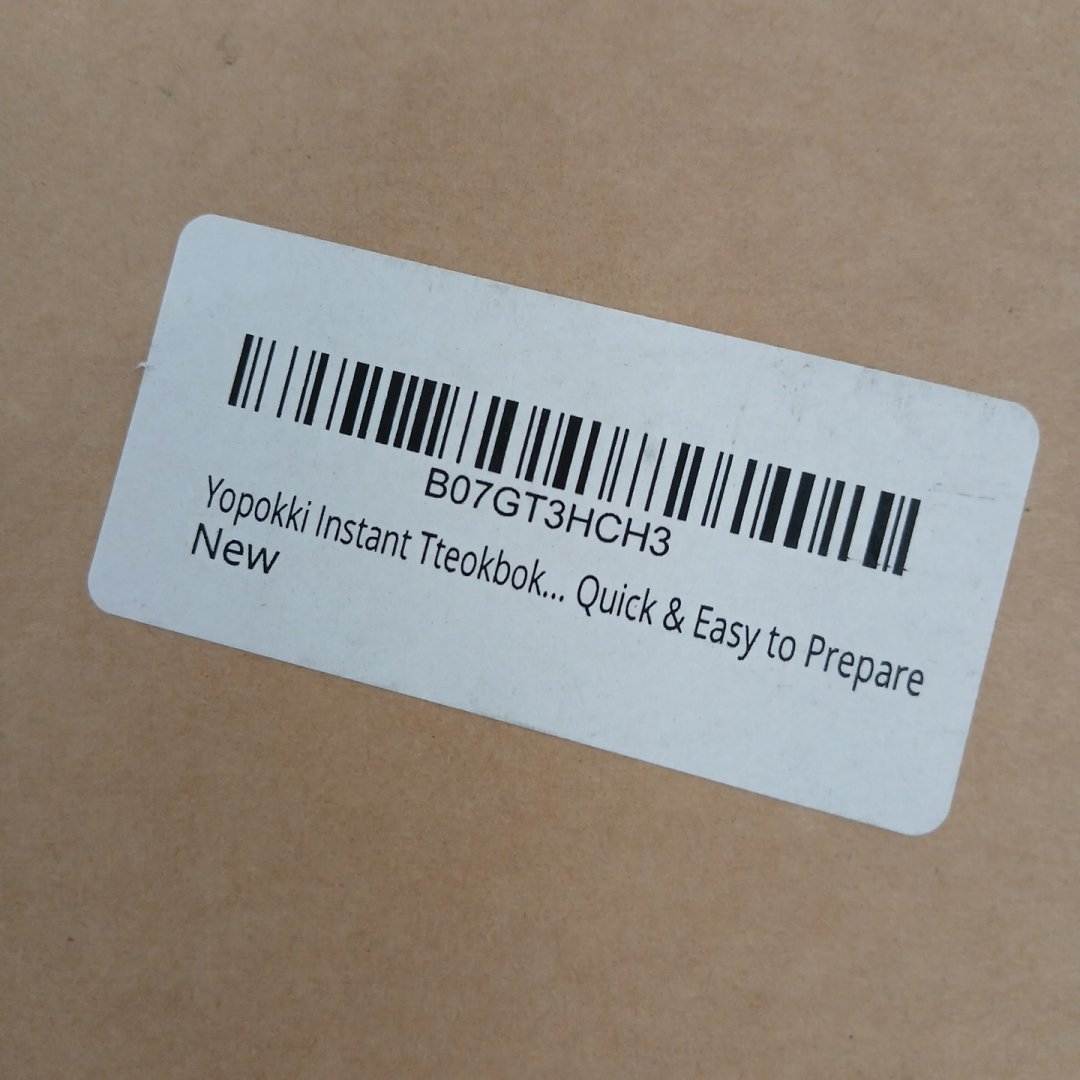 B07GT3HCH3
Yopokki Instant Tteokbok... Quick & Easy to Prepare
New